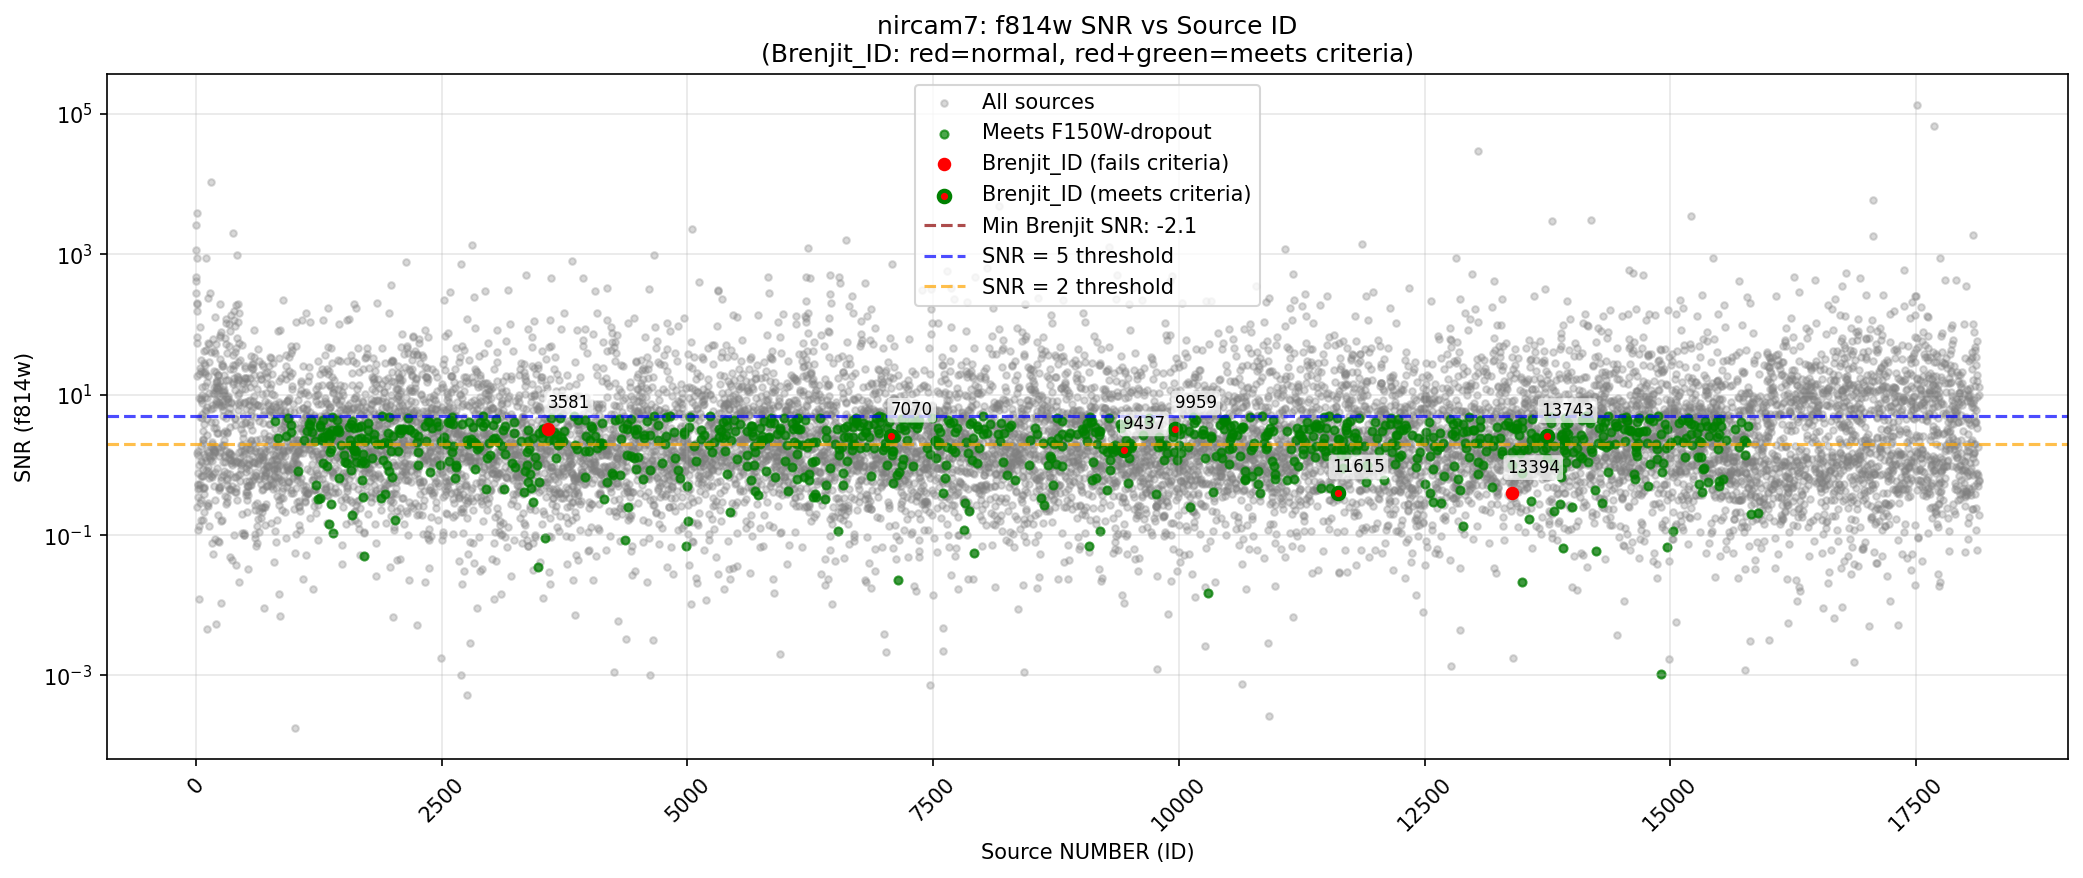 nircam7: f814w SNR vs Source ID
(Brenjit_ID: red=normal, red+green=meets criteria)
All sources
Meets F150W-dropout
Brenjit_ID (fails criteria)
Brenjit_ID (meets criteria)
Min Brenjit SNR: -2.1
SNR = 5 threshold
SNR = 2 threshold
SNR (f814w)
10^5
10^3
10^1
10^-1
10^-3
3581
7070
9959
13743
9437
11615
13394
0
2500
5000
7500
10000
12500
15000
17500
Source NUMBER (ID)